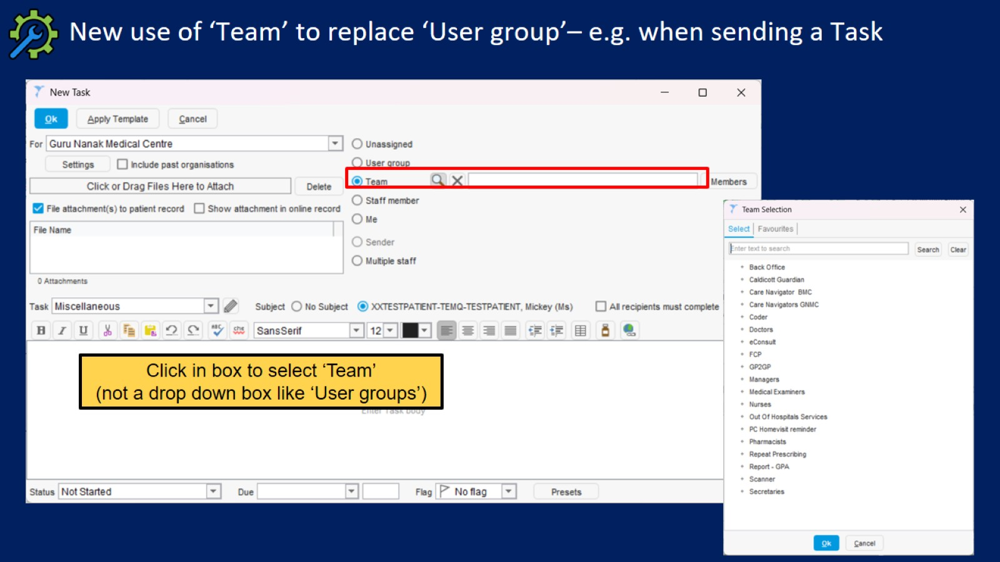 New use of ‘Team’ to replace ‘User group’– e.g. when sending a Task
New Task
Ok
Apply Template
Cancel
For Guru Nanak Medical Centre
Settings
Include past organisations
Click or Drag Files Here to Attach
Delete
File attachment(s) to patient record
Show attachment in online record
File Name
0 Attachments
Unassigned
User group
Team
Members
Staff member
Me
Sender
Multiple staff
Task Miscellaneous
Subject
No Subject
XXTESTPATIENT-TEMQ-TESTPATIENT, Mickey (Ms)
All recipients must complete
B I U
ABC
che
SansSerif
12
Click in box to select ‘Team’
(not a drop down box like ‘User groups’)
Enter Task body
Status Not Started
Due
Flag
No flag
Presets
Team Selection
Select
Favourites
Enter text to search
Search
Clear
Back Office
Caldicott Guardian
Care Navigator BMC
Care Navigators GNMC
Coder
Doctors
eConsult
FCP
GP2GP
Managers
Medical Examiners
Nurses
Out Of Hospitals Services
PC Homevisit reminder
Pharmacists
Repeat Prescribing
Report - GPA
Scanner
Secretaries
Ok
Cancel